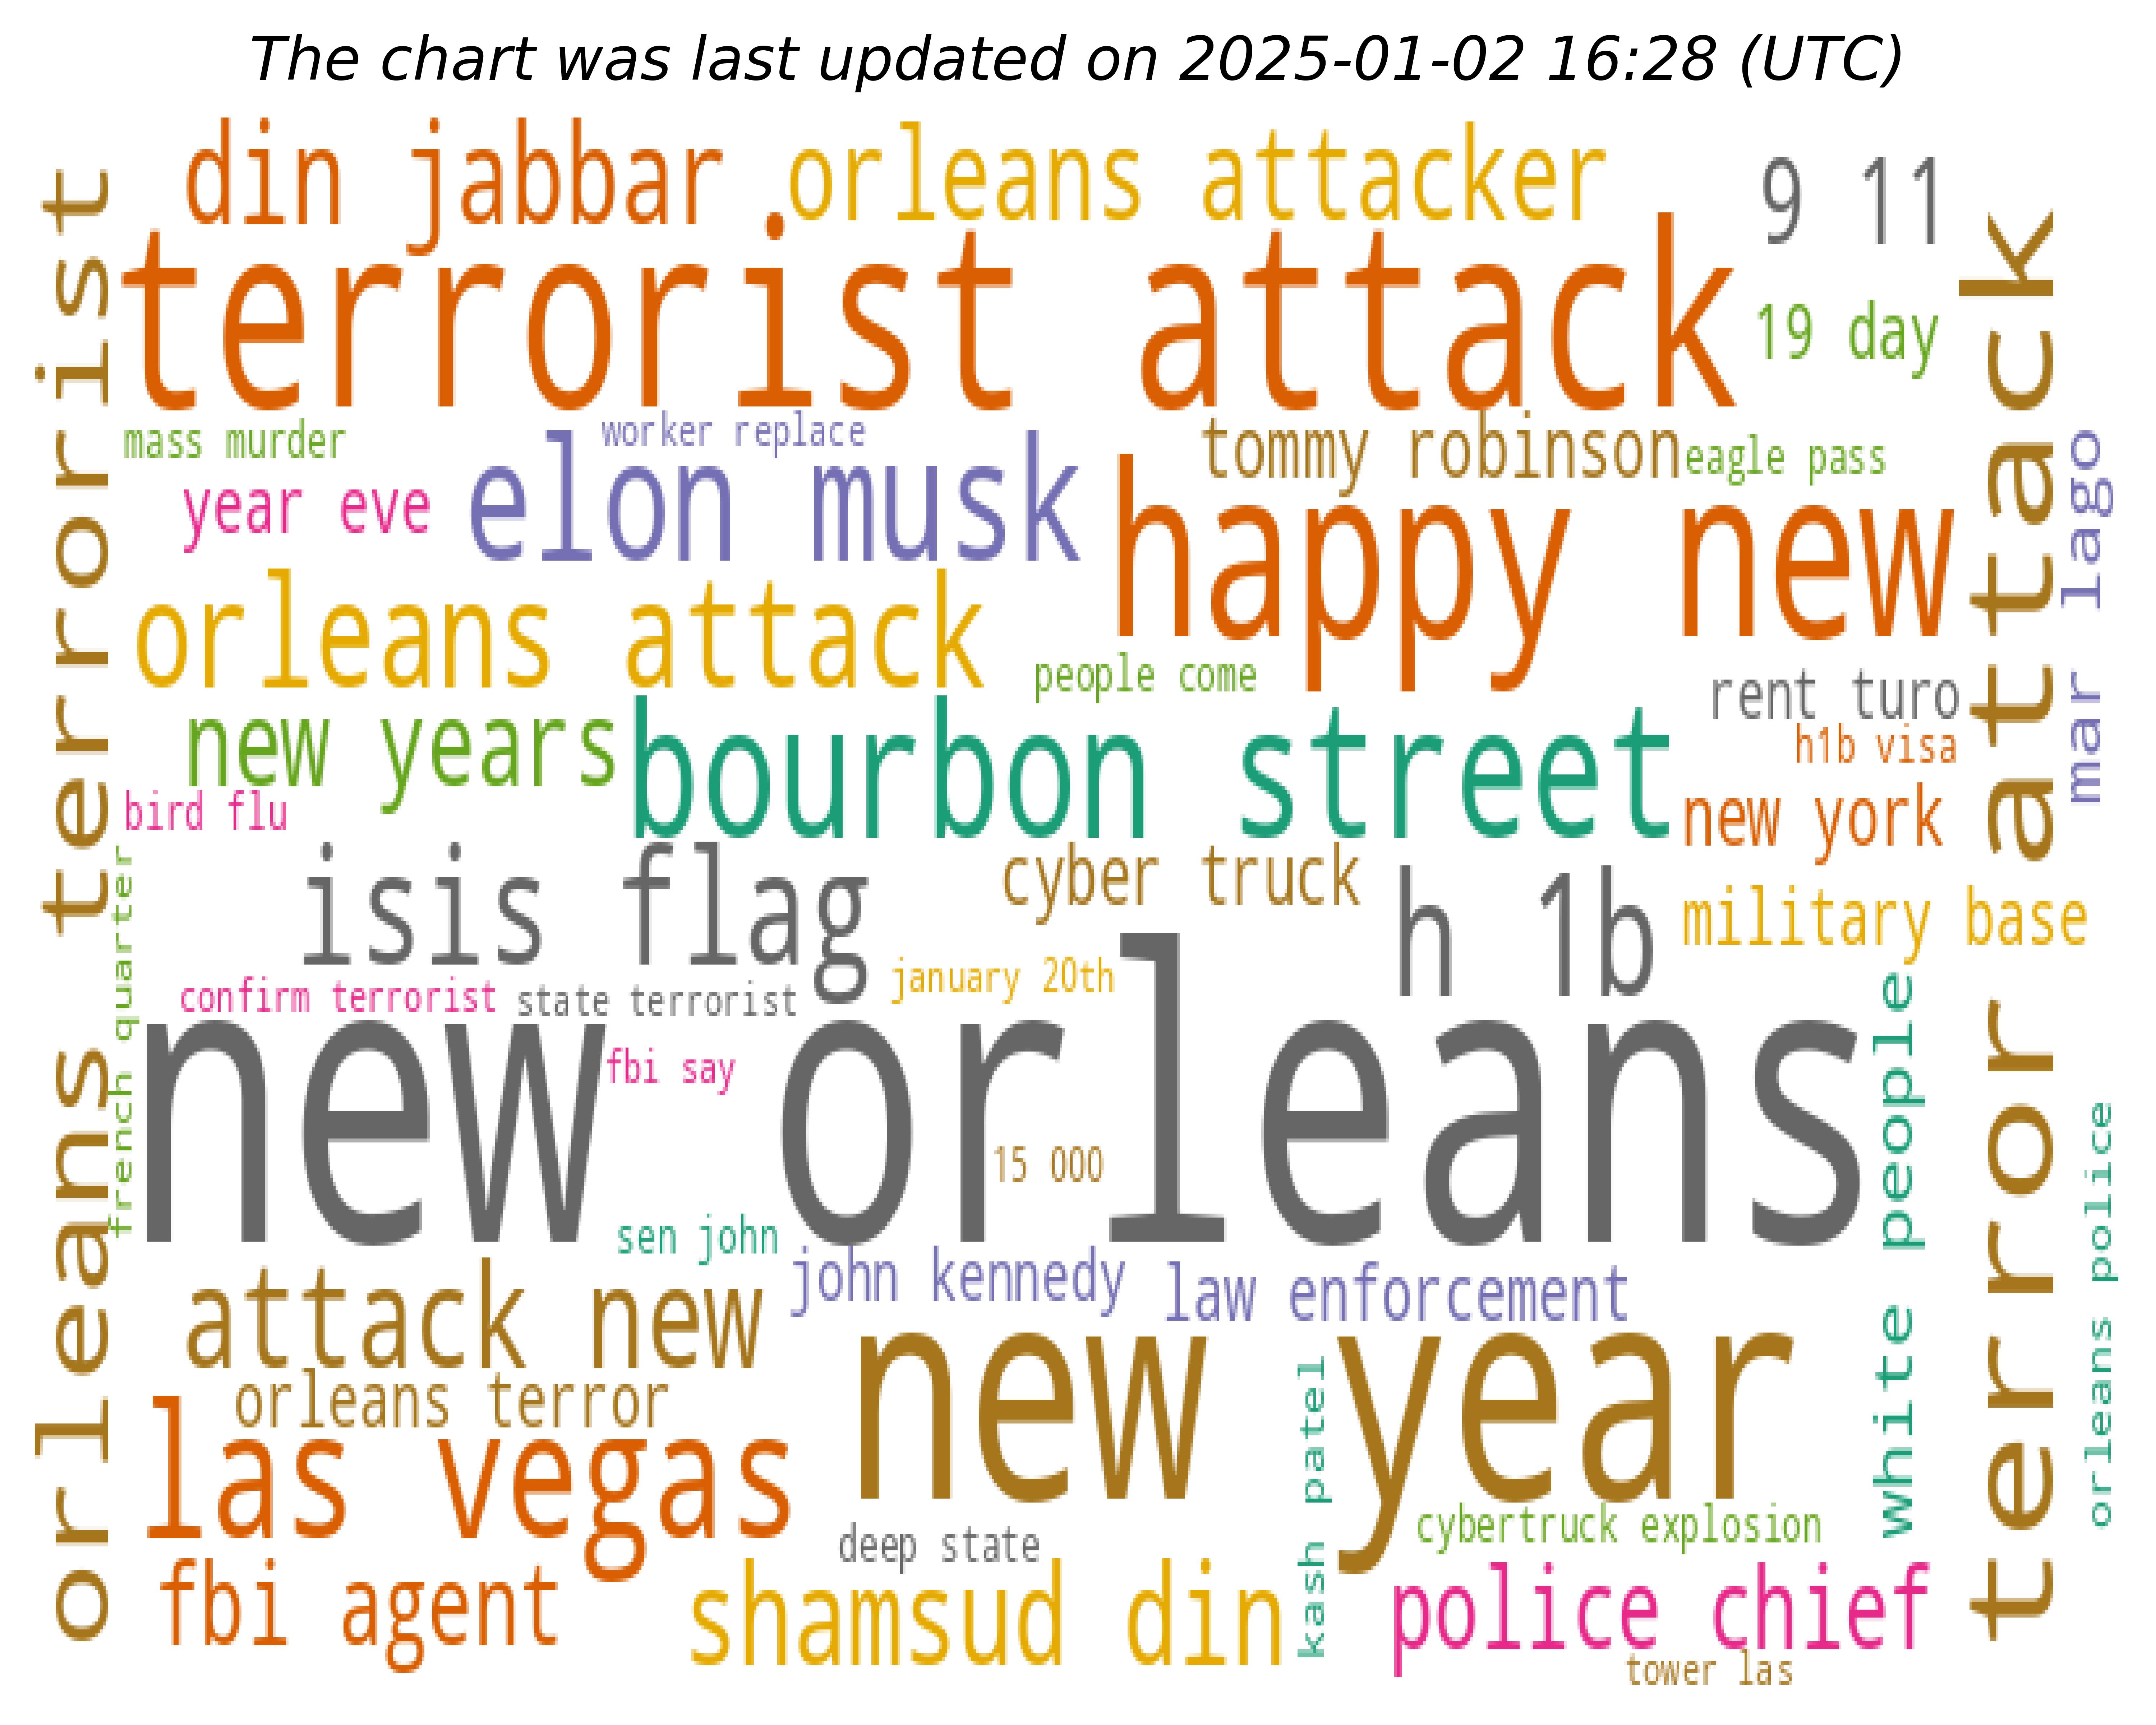 The chart was last updated on 2025-01-02 16:28 (UTC)
din jabbar
orleans attacker
9 11
terrorist attack
19 day
orleans terrorist
terror attack
mass murder
worker replace
tommy robinson
eagle pass
year eve
elon musk
happy new
mar lago
orleans attack
people come
rent turo
new years
bourbon street
h1b visa
bird flu
new york
isis flag
cyber truck
h 1b
military base
french quarter
confirm terrorist
state terrorist
january 20th
new orleans
fbi say
15 000
white people
orleans police
sen john
john kennedy
law enforcement
attack new
new year
orleans terror
kash patel
las vegas
deep state
cybertruck explosion
fbi agent
shamsud din
police chief
tower las